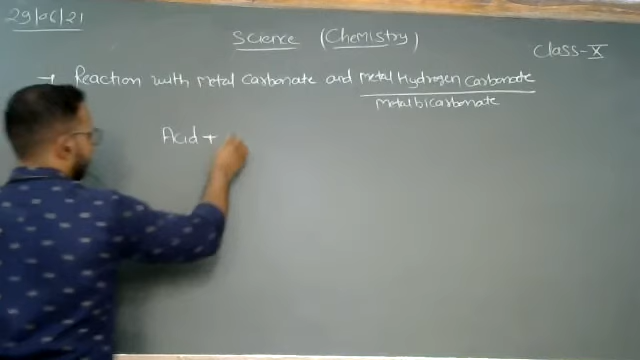 29/06/21
Science (Chemistry)
Class-X
→ Reaction with Metal Carbonate and Metal Hydrogen Carbonate
Metal bicarbonate
Acid +